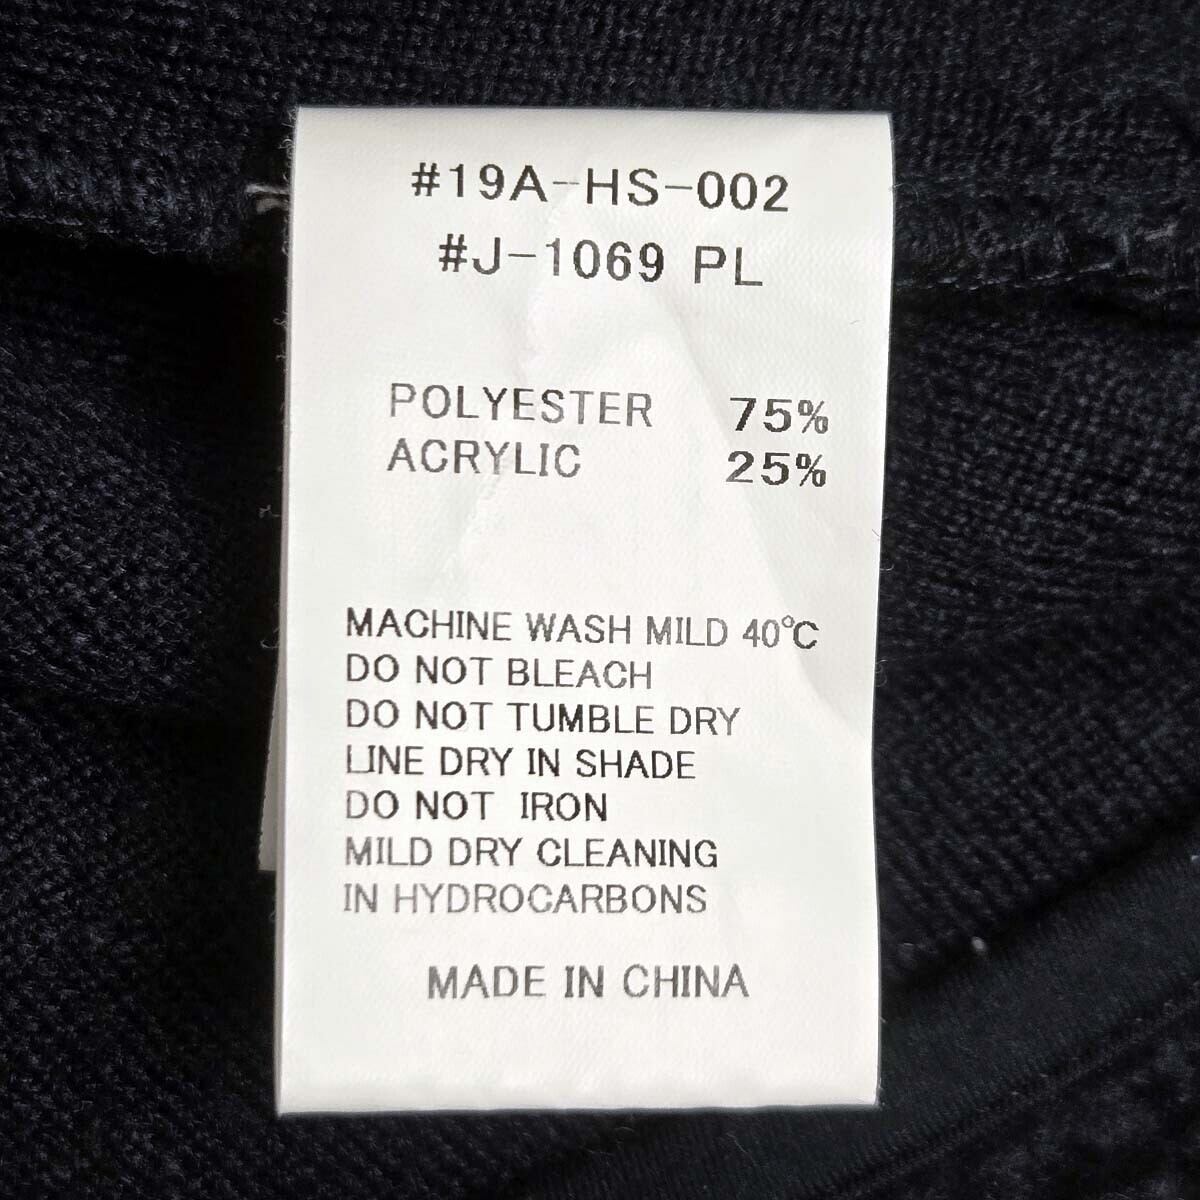 #19A-HS-002
#J-1069 PL
POLYESTER 75%
ACRYLIC 25%
MACHINE WASH MILD 40℃
DO NOT BLEACH
DO NOT TUMBLE DRY
LINE DRY IN SHADE
DO NOT IRON
MILD DRY CLEANING
IN HYDROCARBONS
MADE IN CHINA